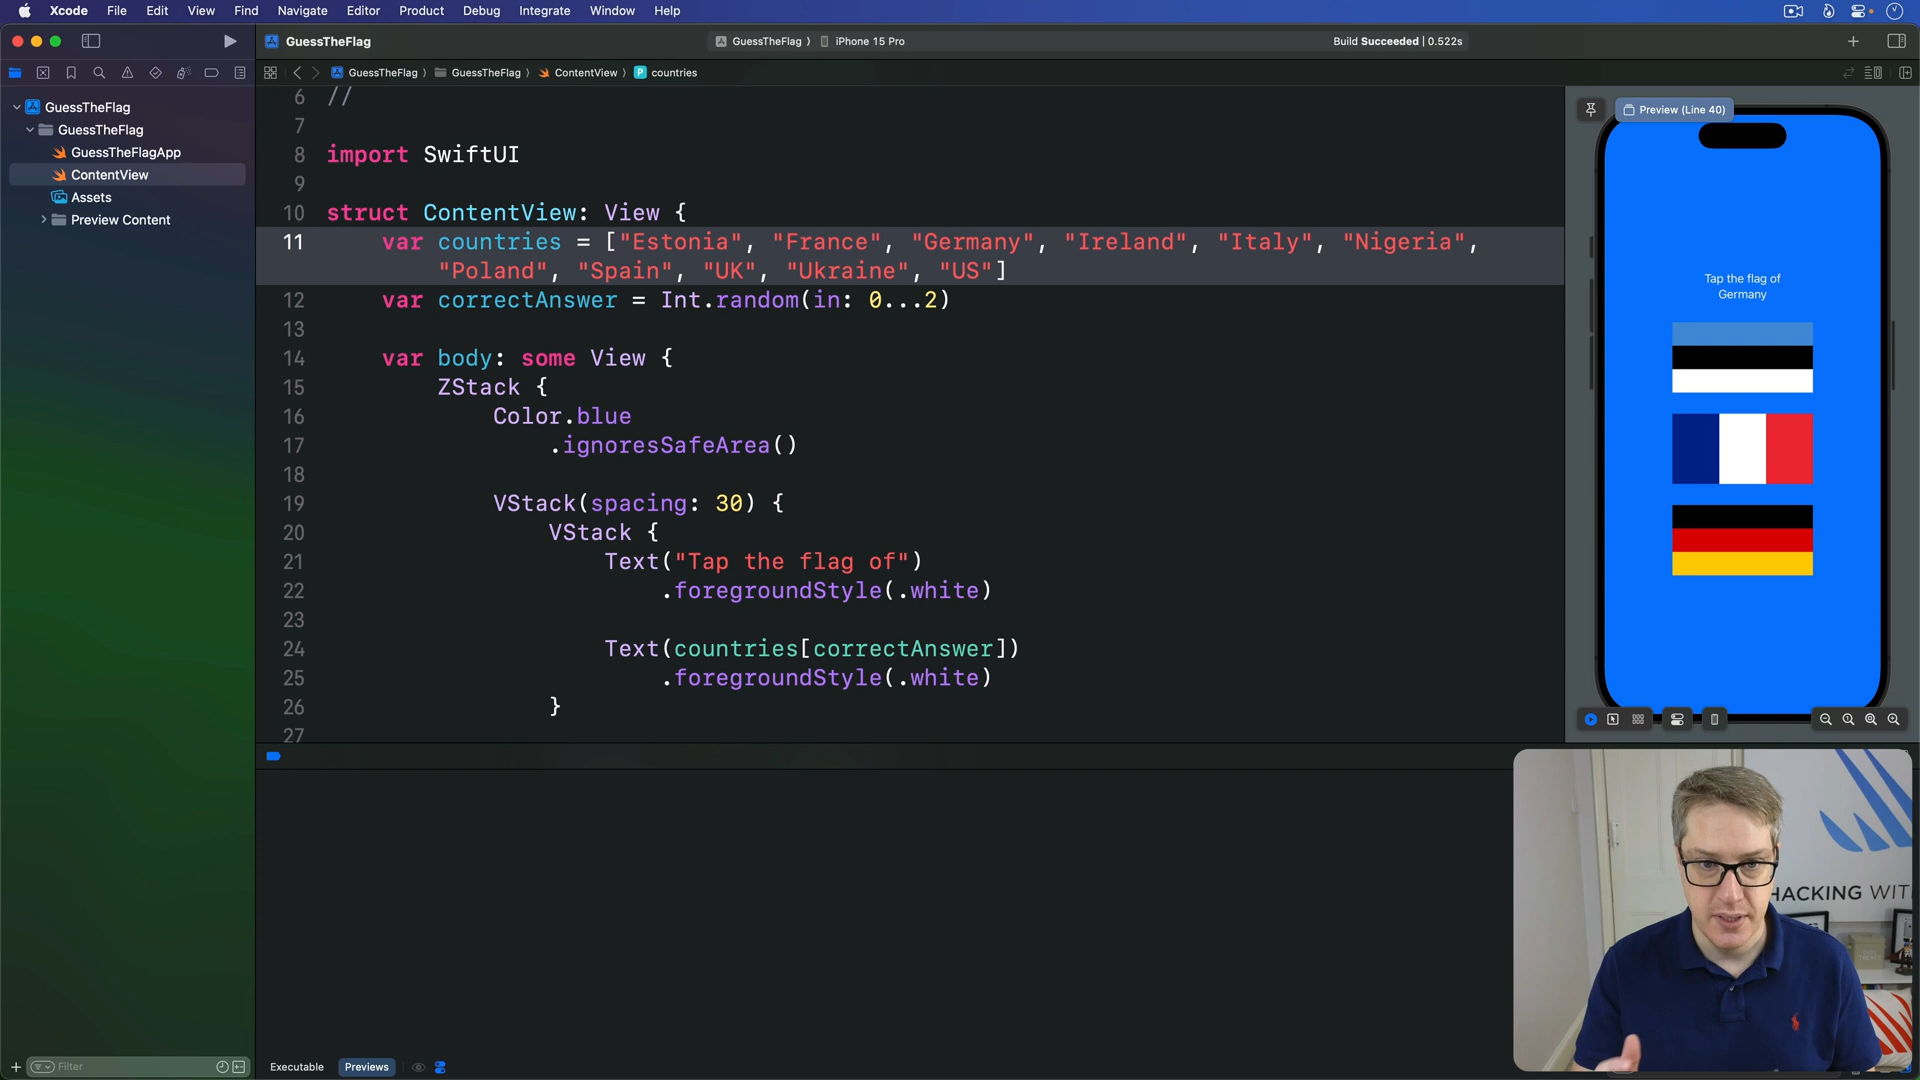 Xcode File Edit View Find Navigate Editor Product Debug Integrate Window Help
GuessTheFlag
GuessTheFlag 〉 iPhone 15 Pro
Build Succeeded | 0.522s
GuessTheFlag 〉 GuessTheFlag 〉 ContentView 〉 P countries
GuessTheFlag
GuessTheFlag
GuessTheFlagApp
ContentView
Assets
Preview Content
6 //
7
8 import SwiftUI
9
10 struct ContentView: View {
11 var countries = ["Estonia", "France", "Germany", "Ireland", "Italy", "Nigeria",
"Poland", "Spain", "UK", "Ukraine", "US"]
12 var correctAnswer = Int.random(in: 0...2)
13
14 var body: some View {
15 ZStack {
16 Color.blue
17 .ignoresSafeArea()
18
19 VStack(spacing: 30) {
20 VStack {
21 Text("Tap the flag of")
22 .foregroundStyle(.white)
23
24 Text(countries[correctAnswer])
25 .foregroundStyle(.white)
26 }
27
Preview (Line 40)
Tap the flag of
Germany
HACKING WIT
Filter
Executable Previews